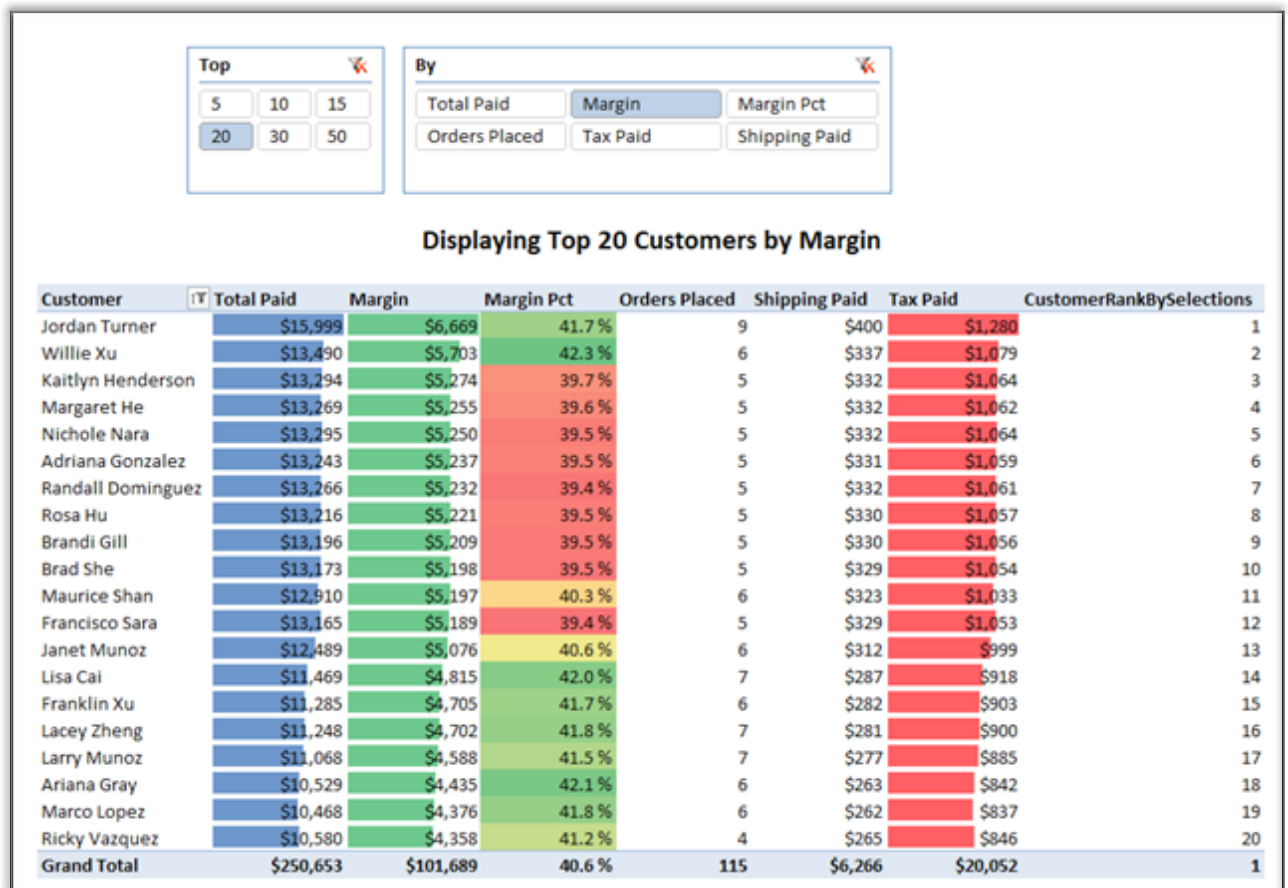 Top By
5 10 15 Total Paid Margin Margin Pct
20 30 50 Orders Placed Tax Paid Shipping Paid
Displaying Top 20 Customers by Margin
Customer Total Paid Margin Margin Pct Orders Placed Shipping Paid Tax Paid CustomerRankBySelections
Jordan Turner $15,999 $6,669 41.7 % 9 $400 $1,280 1
Willie Xu $13,490 $5,703 42.3 % 6 $337 $1,079 2
Kaitlyn Henderson $13,294 $5,274 39.7 % 5 $332 $1,064 3
Margaret He $13,269 $5,255 39.6 % 5 $332 $1,062 4
Nichole Nara $13,295 $5,250 39.5 % 5 $332 $1,064 5
Adriana Gonzalez $13,243 $5,237 39.5 % 5 $331 $1,059 6
Randall Dominguez $13,266 $5,232 39.4 % 5 $332 $1,061 7
Rosa Hu $13,216 $5,221 39.5 % 5 $330 $1,057 8
Brandi Gill $13,196 $5,209 39.5 % 5 $330 $1,056 9
Brad She $13,173 $5,198 39.5 % 5 $329 $1,054 10
Maurice Shan $12,910 $5,197 40.3 % 6 $323 $1,033 11
Francisco Sara $13,165 $5,189 39.4 % 5 $329 $1,053 12
Janet Munoz $12,489 $5,076 40.6 % 6 $312 $999 13
Lisa Cai $11,469 $4,815 42.0 % 7 $287 $918 14
Franklin Xu $11,285 $4,705 41.7 % 6 $282 $903 15
Lacey Zheng $11,248 $4,702 41.8 % 7 $281 $900 16
Larry Munoz $11,068 $4,588 41.5 % 7 $277 $885 17
Ariana Gray $10,529 $4,435 42.1 % 6 $263 $842 18
Marco Lopez $10,468 $4,376 41.8 % 6 $262 $837 19
Ricky Vazquez $10,580 $4,358 41.2 % 4 $265 $846 20
Grand Total $250,653 $101,689 40.6 % 115 $6,266 $20,052 1